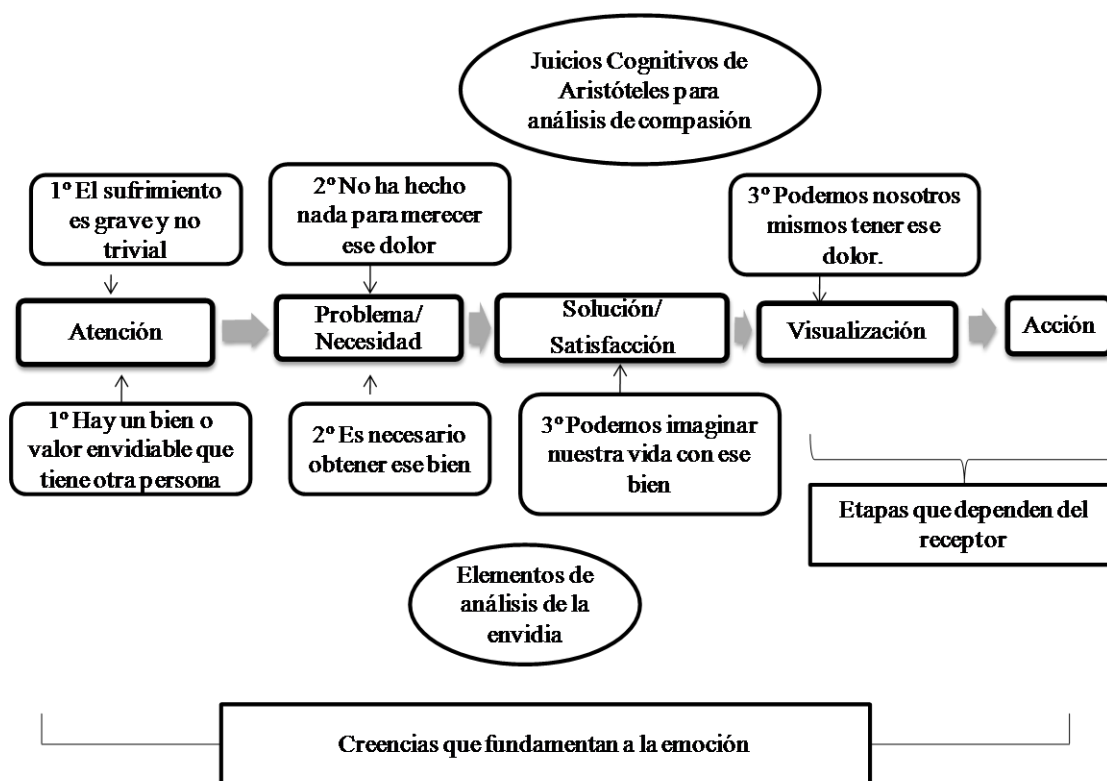 Juicios Cognitivos de
Aristóteles para
análisis de compasión
1º El sufrimiento
es grave y no
trivial
2º No ha hecho
nada para merecer
ese dolor
3º Podemos nosotros
mismos tener ese
dolor.
Atención
Problema/
Necesidad
Solución/
Satisfacción
Visualización
Acción
1º Hay un bien o
valor envidiable que
tiene otra persona
2º Es necesario
obtener ese bien
3º Podemos imaginar
nuestra vida con ese
bien
Etapas que dependen del
receptor
Elementos de
análisis de la
envidia
Creencias que fundamentan a la emoción